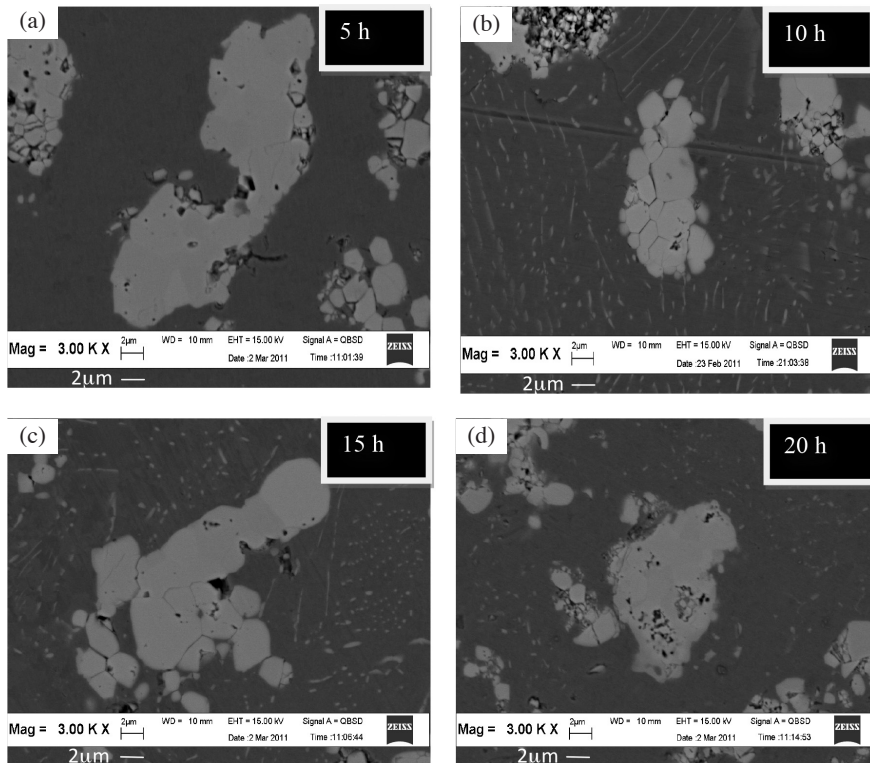 (a)
5 h
Mag = 3.00 K X 2µm WD = 10 mm EHT = 15.00 kV Signal A = QBSD
Date :2 Mar 2011 Time :11:01:39
ZEISS
2µm
(b)
10 h
Mag = 3.00 K X 2µm WD = 10 mm EHT = 15.00 kV Signal A = QBSD
Date :23 Feb 2011 Time :21:03:38
ZEISS
2µm
(c)
15 h
Mag = 3.00 K X 2µm WD = 10 mm EHT = 15.00 kV Signal A = QBSD
Date :2 Mar 2011 Time :11:06:44
ZEISS
2µm
(d)
20 h
Mag = 3.00 K X 2µm WD = 10 mm EHT = 15.00 kV Signal A = QBSD
Date :2 Mar 2011 Time :11:14:53
ZEISS
2µm